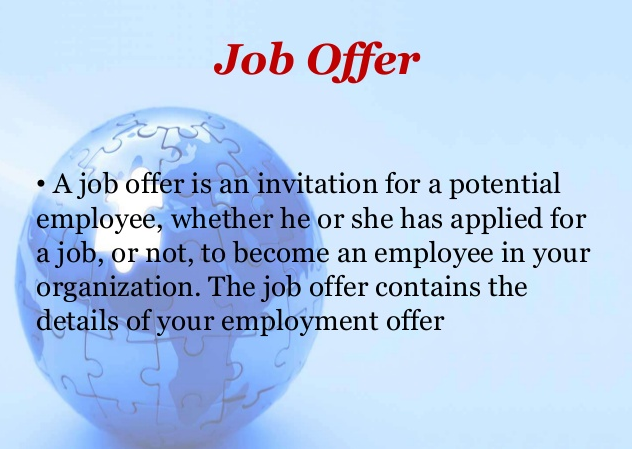 Job Offer
• A job offer is an invitation for a potential
employee, whether he or she has applied for
a job, or not, to become an employee in your
organization. The job offer contains the
details of your employment offer